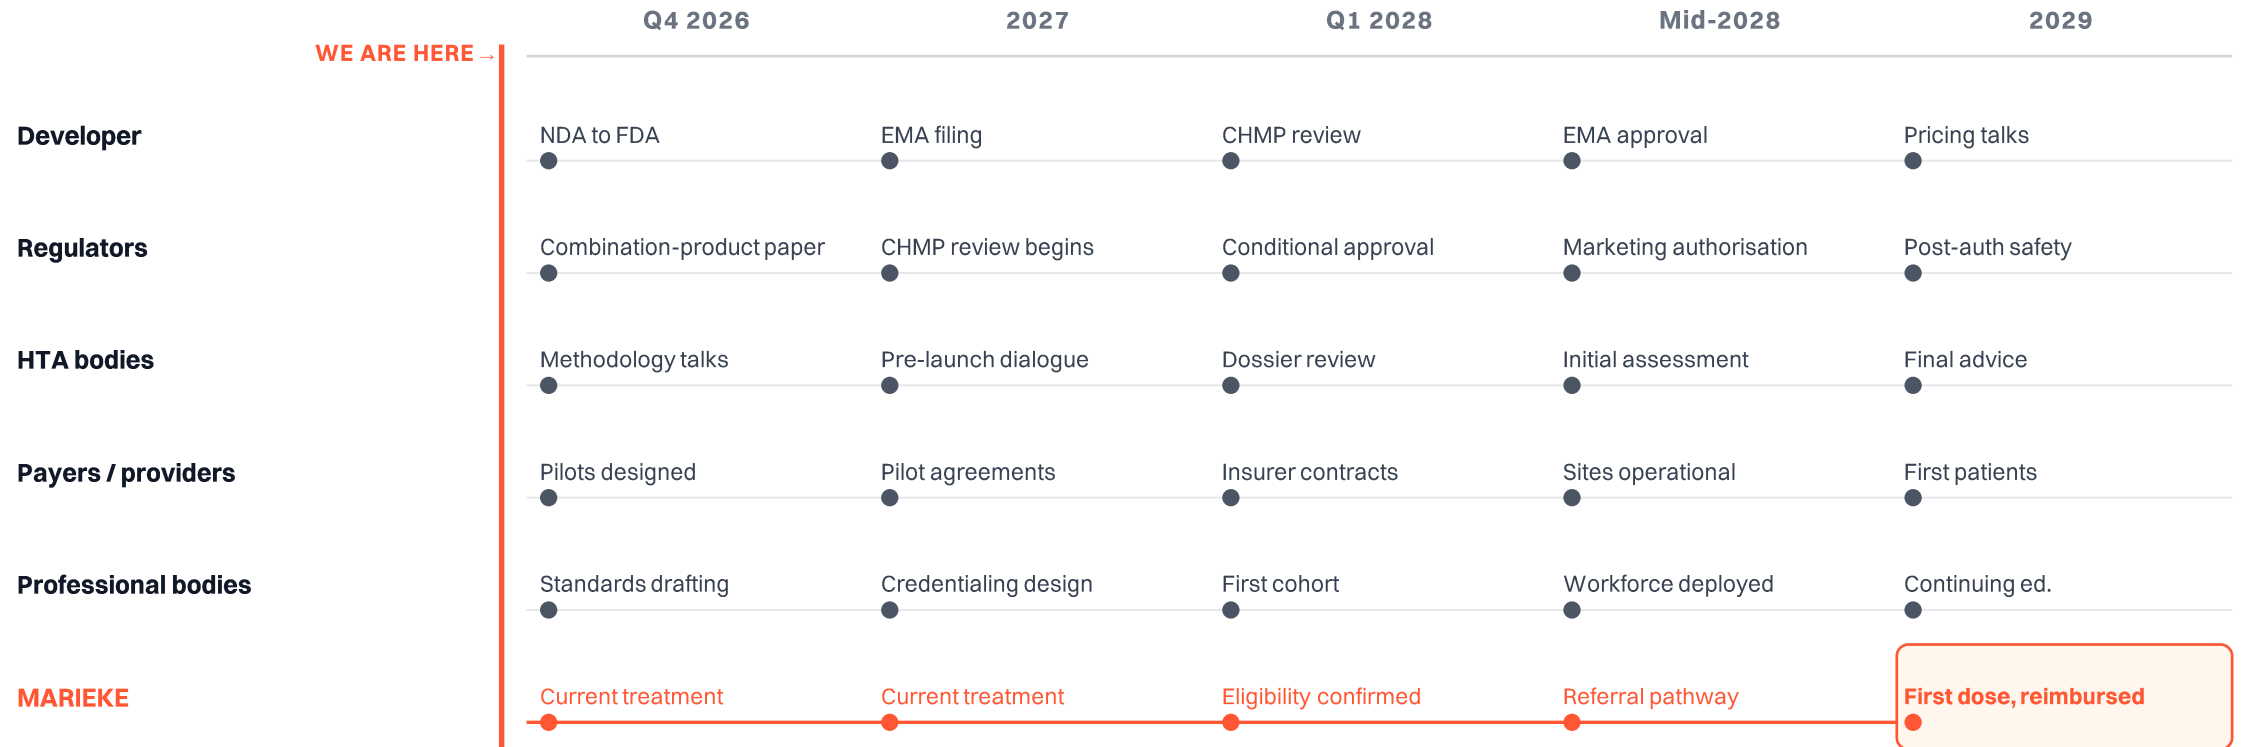 Q4 2026 2027 Q1 2028 Mid-2028 2029
WE ARE HERE →
Developer NDA to FDA EMA filing CHMP review EMA approval Pricing talks
Regulators Combination-product paper CHMP review begins Conditional approval Marketing authorisation Post-auth safety
HTA bodies Methodology talks Pre-launch dialogue Dossier review Initial assessment Final advice
Payers / providers Pilots designed Pilot agreements Insurer contracts Sites operational First patients
Professional bodies Standards drafting Credentialing design First cohort Workforce deployed Continuing ed.
MARIEKE Current treatment Current treatment Eligibility confirmed Referral pathway First dose, reimbursed